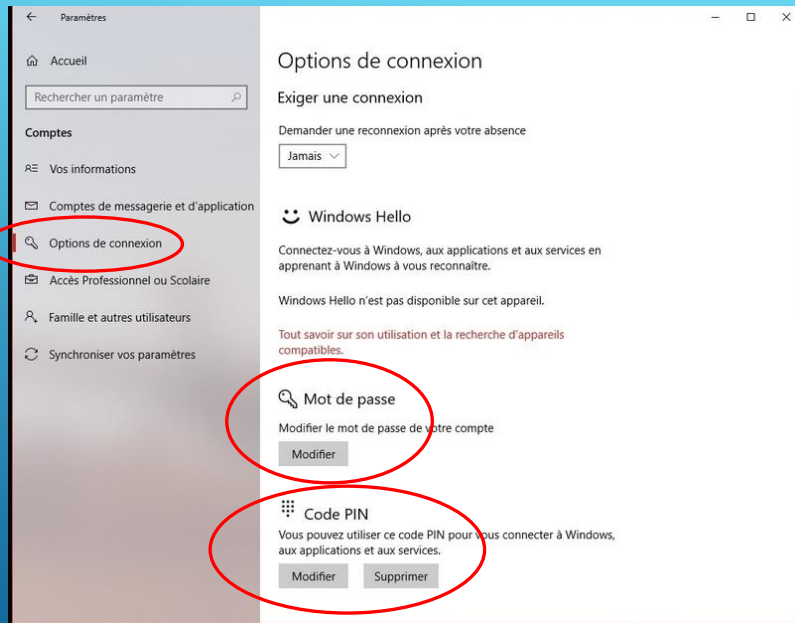 Paramètres
Accueil
Rechercher un paramètre
Comptes
Vos informations
Comptes de messagerie et d'application
Options de connexion
Accès Professionnel ou Scolaire
Famille et autres utilisateurs
Synchroniser vos paramètres
Options de connexion
Exiger une connexion
Demander une reconnexion après votre absence
Jamais
Windows Hello
Connectez-vous à Windows, aux applications et aux services en
apprenant à Windows à vous reconnaître.
Windows Hello n'est pas disponible sur cet appareil.
Tout savoir sur son utilisation et la recherche d'appareils
compatibles.
Mot de passe
Modifier le mot de passe de votre compte
Modifier
Code PIN
Vous pouvez utiliser ce code PIN pour vous connecter à Windows,
aux applications et aux services.
Modifier Supprimer